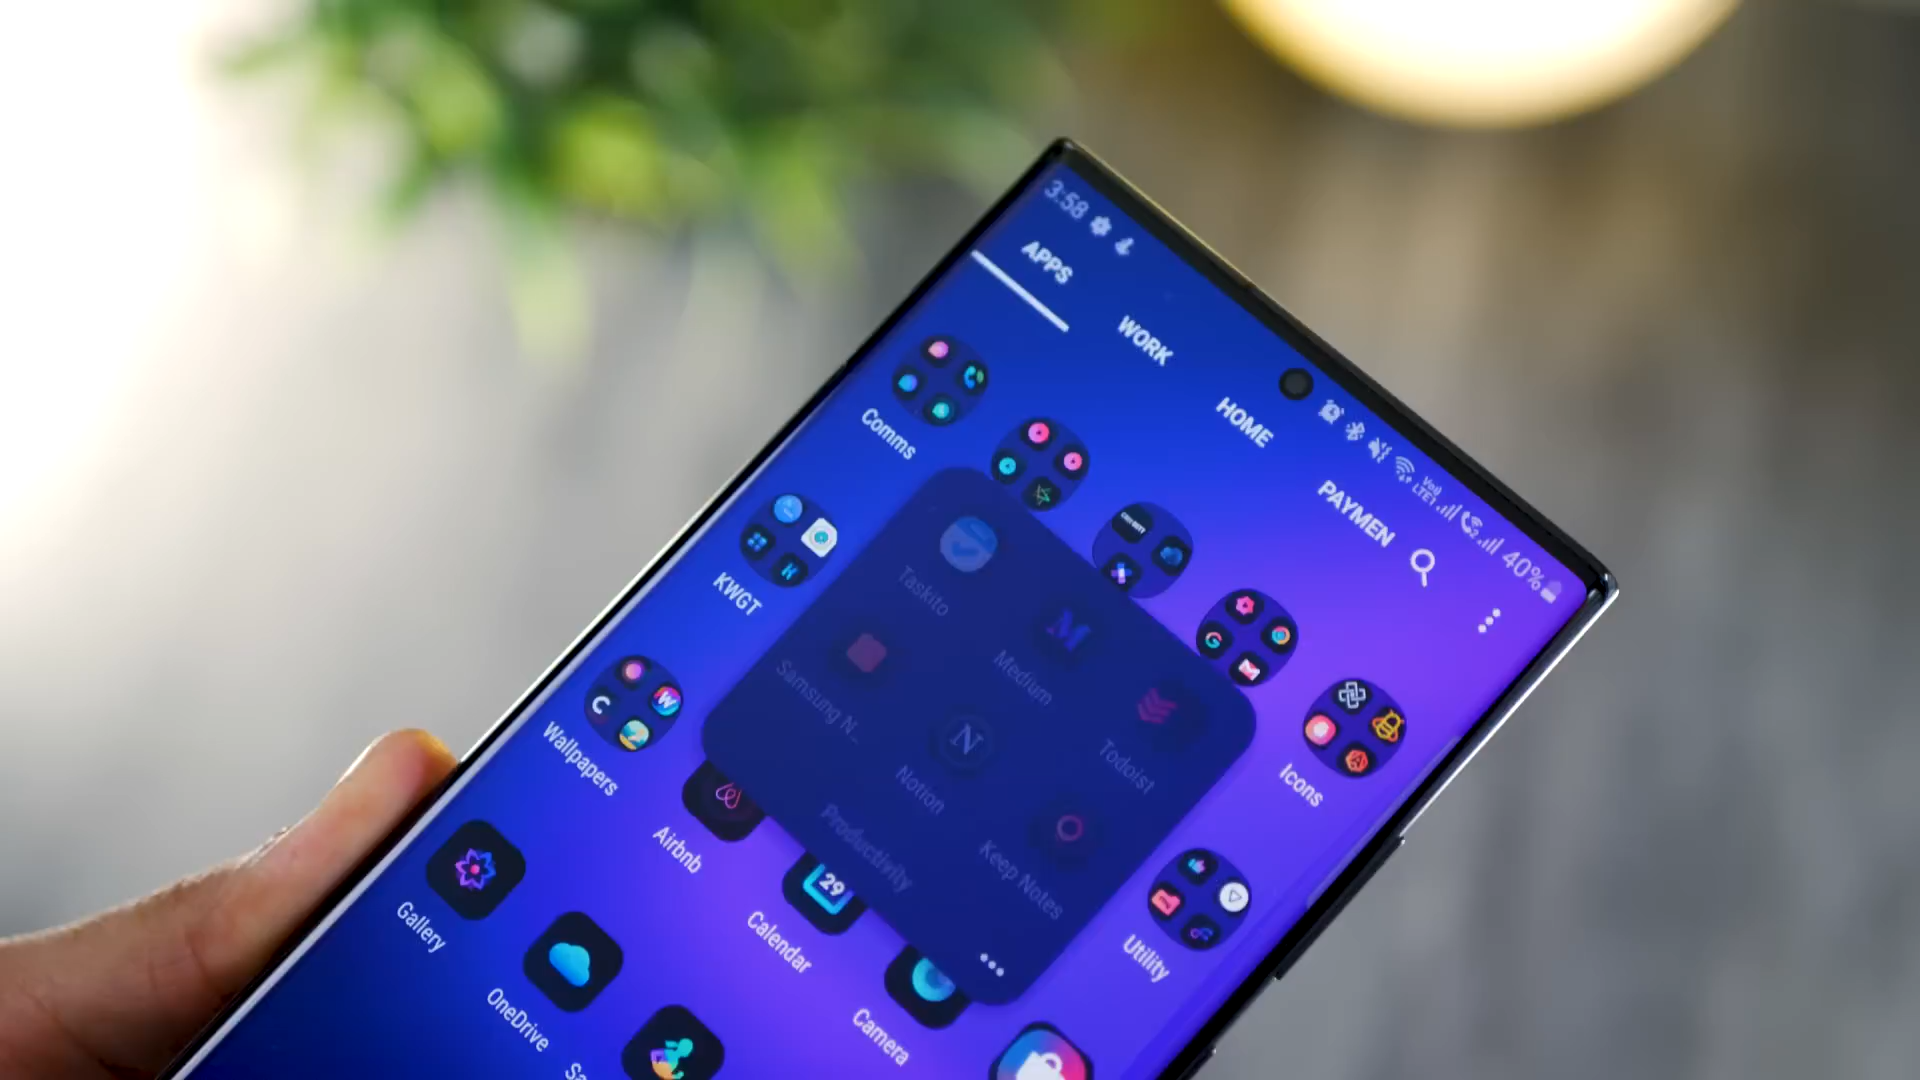 3:58
40%
APPS
WORK
HOME
PAYMEN
Comms
KWGT
Wallpapers
Icons
Utility
Taskito
Medium
Todoist
Samsung N...
Notion
Keep Notes
Productivity
Airbnb
Calendar
29
Camera
Gallery
OneDrive
Sa